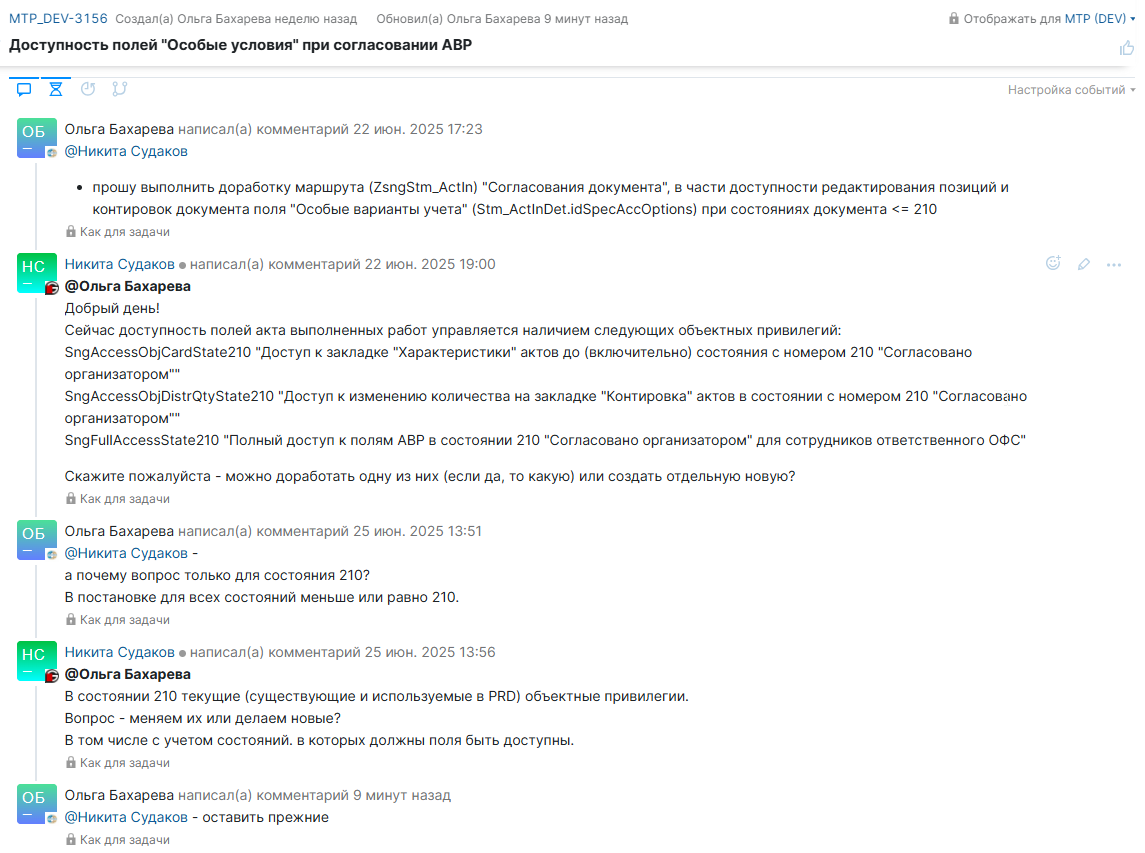 MTP_DEV-3156 Создал(а) Ольга Бахарева неделю назад Обновил(а) Ольга Бахарева 9 минут назад Отображать для MTP (DEV)
Доступность полей "Особые условия" при согласовании АВР
Настройка событий
ОБ
Ольга Бахарева написал(а) комментарий 22 июн. 2025 17:23
@Никита Судаков
• прошу выполнить доработку маршрута (ZsngStm_ActIn) "Согласования документа", в части доступности редактирования позиций и
контировок документа поля "Особые варианты учета" (Stm_ActInDet.idSpecAccOptions) при состояниях документа <= 210
Как для задачи
НС
Никита Судаков написал(а) комментарий 22 июн. 2025 19:00
@Ольга Бахарева
Добрый день!
Сейчас доступность полей акта выполненных работ управляется наличием следующих объектных привилегий:
SngAccessObjCardState210 "Доступ к закладке "Характеристики" актов до (включительно) состояния с номером 210 "Согласовано
организатором""
SngAccessObjDistrQtyState210 "Доступ к изменению количества на закладке "Контировка" актов в состоянии с номером 210 "Согласовано
организатором""
SngFullAccessState210 "Полный доступ к полям АВР в состоянии 210 "Согласовано организатором" для сотрудников ответственного ОФС"
Скажите пожалуйста - можно доработать одну из них (если да, то какую) или создать отдельную новую?
Как для задачи
ОБ
Ольга Бахарева написал(а) комментарий 25 июн. 2025 13:51
@Никита Судаков -
а почему вопрос только для состояния 210?
В постановке для всех состояний меньше или равно 210.
Как для задачи
НС
Никита Судаков написал(а) комментарий 25 июн. 2025 13:56
@Ольга Бахарева
В состоянии 210 текущие (существующие и используемые в PRD) объектные привилегии.
Вопрос - меняем их или делаем новые?
В том числе с учетом состояний. в которых должны поля быть доступны.
Как для задачи
ОБ
Ольга Бахарева написал(а) комментарий 9 минут назад
@Никита Судаков - оставить прежние
Как для задачи